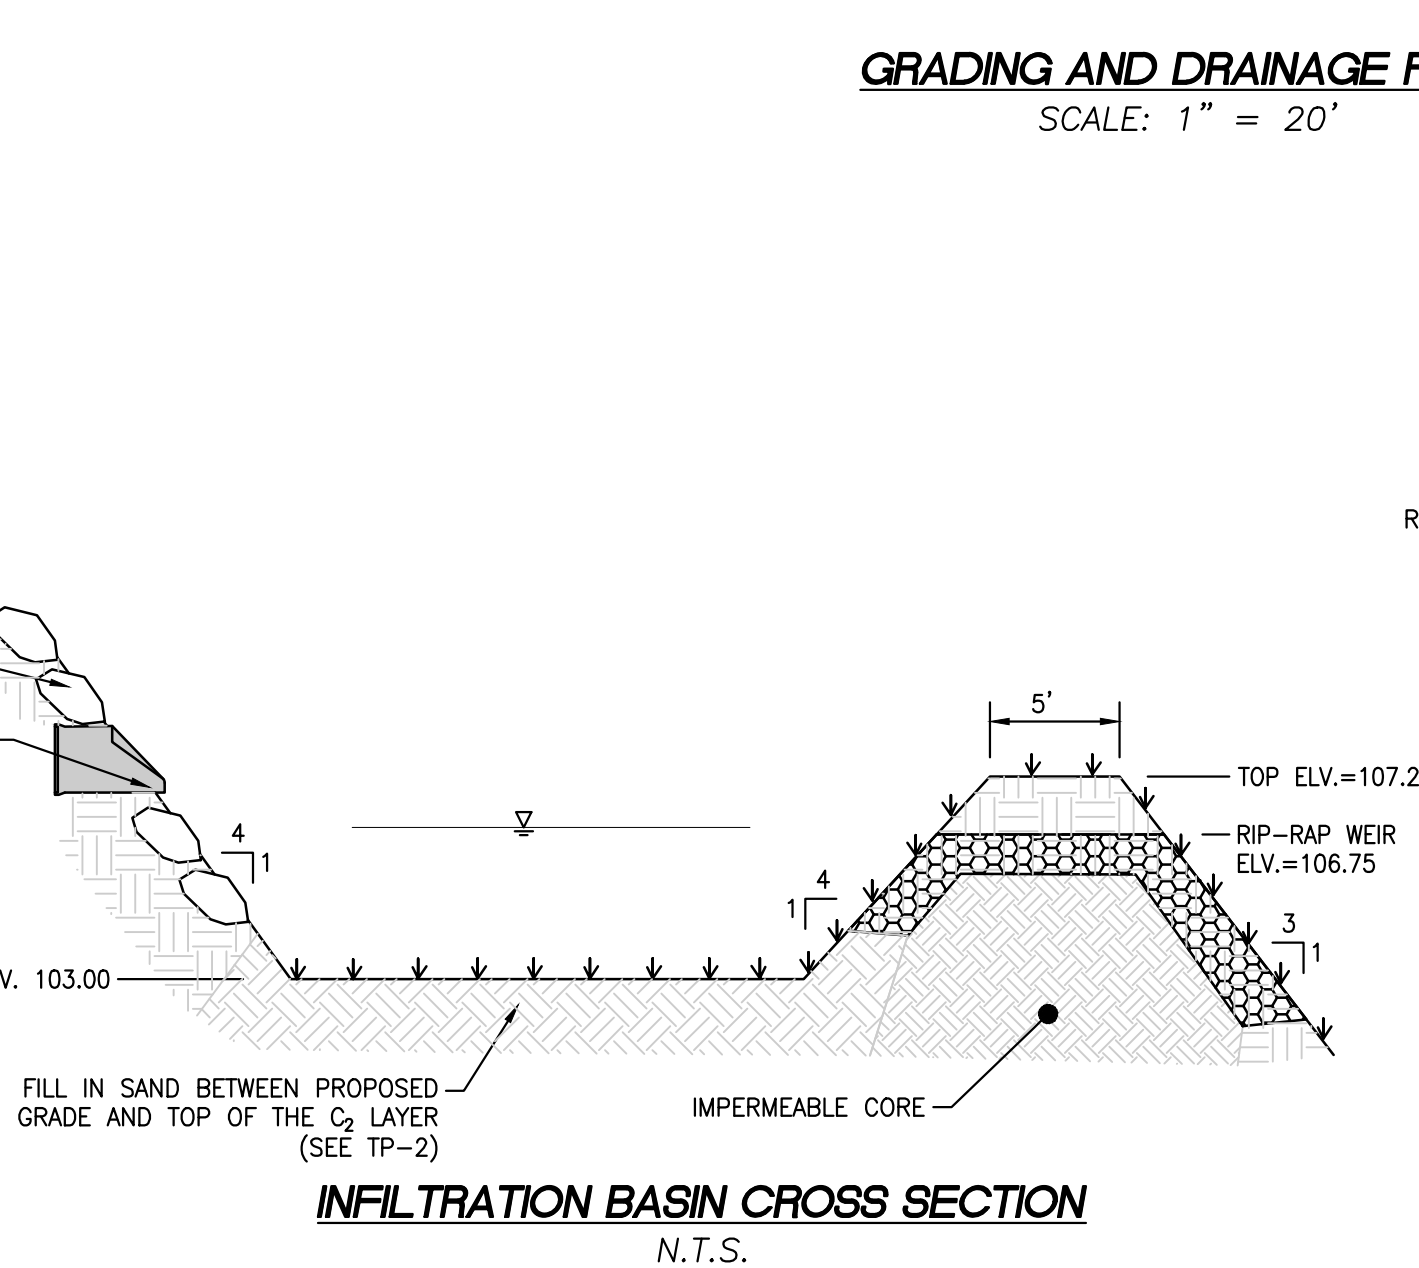 GRADING AND DRAINAGE
SCALE: 1" = 20'
R
5'
TOP ELV.=107.2
RIP-RAP WEIR
ELV.=106.75
4
1
4
1
3
1
V. 103.00
FILL IN SAND BETWEEN PROPOSED
GRADE AND TOP OF THE C2 LAYER
(SEE TP-2)
IMPERMEABLE CORE
INFILTRATION BASIN CROSS SECTION
N.T.S.